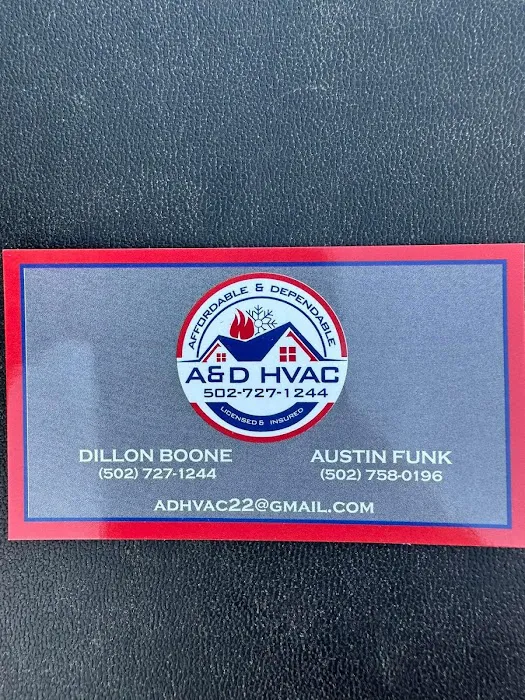 AFFORDABLE & DEPENDABLE
A&D HVAC
502-727-1244
LICENSED & INSURED
DILLON BOONE
(502) 727-1244
AUSTIN FUNK
(502) 758-0196
ADHVAC22@GMAIL.COM